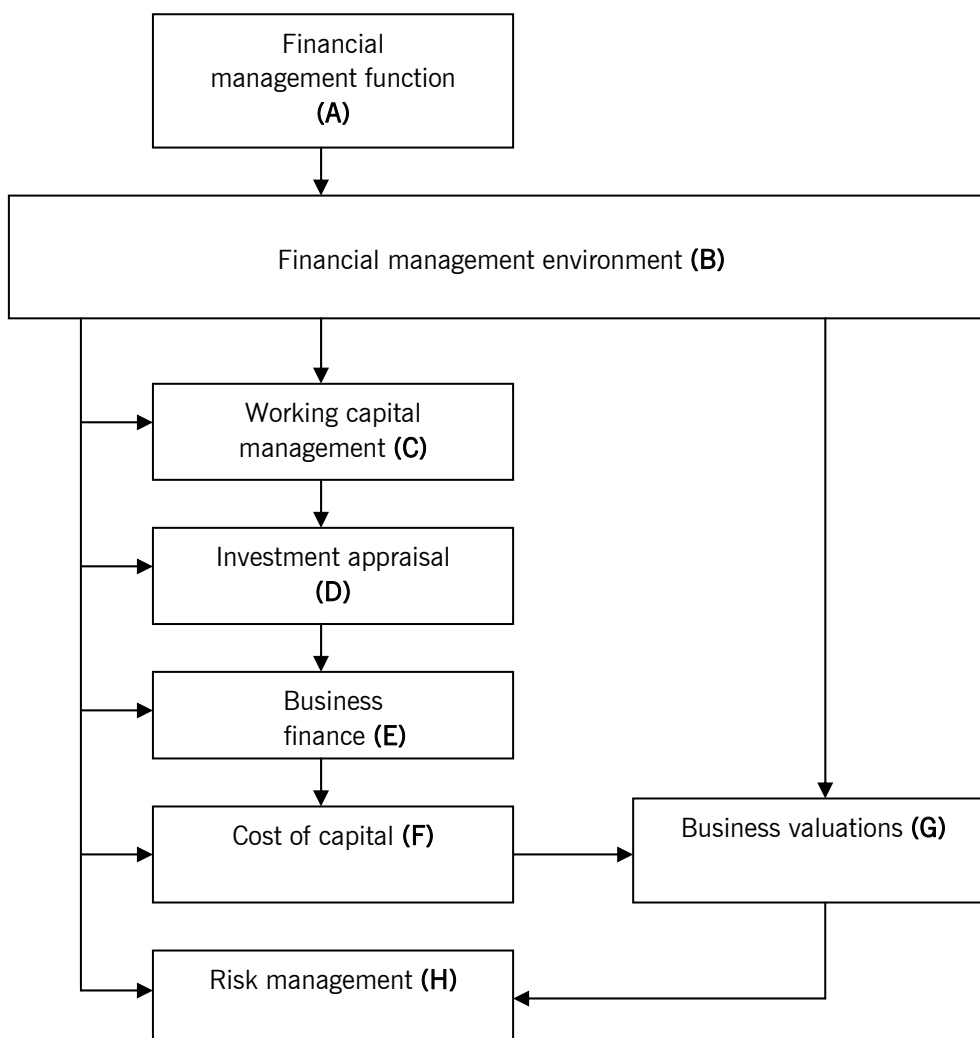 Financial
management function
(A)
Financial management environment (B)
Working capital
management (C)
Investment appraisal
(D)
Business
finance (E)
Cost of capital (F)
Business valuations (G)
Risk management (H)